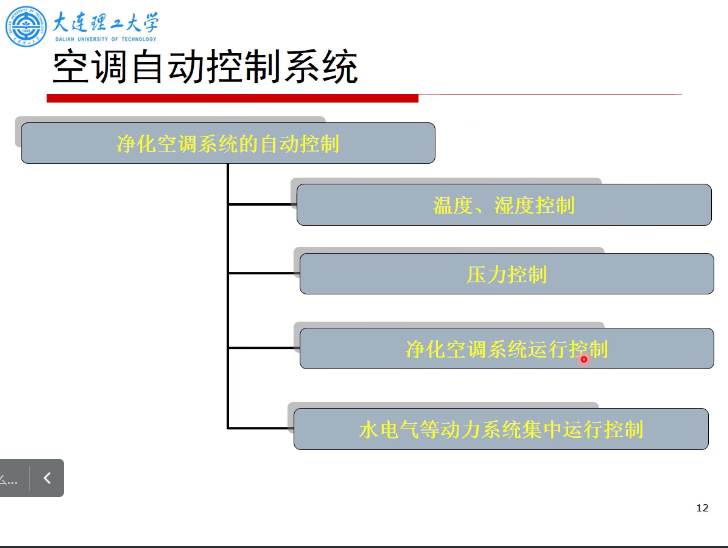 大连理工大学
DALIAN UNIVERSITY OF TECHNOLOGY
空调自动控制系统
净化空调系统的自动控制
温度、湿度控制
压力控制
净化空调系统运行控制
水电气等动力系统集中运行控制
么...
12